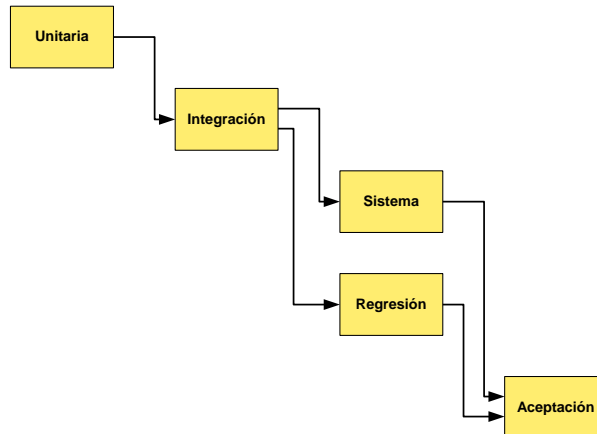 Unitaria
Integración
Sistema
Regresión
Aceptación